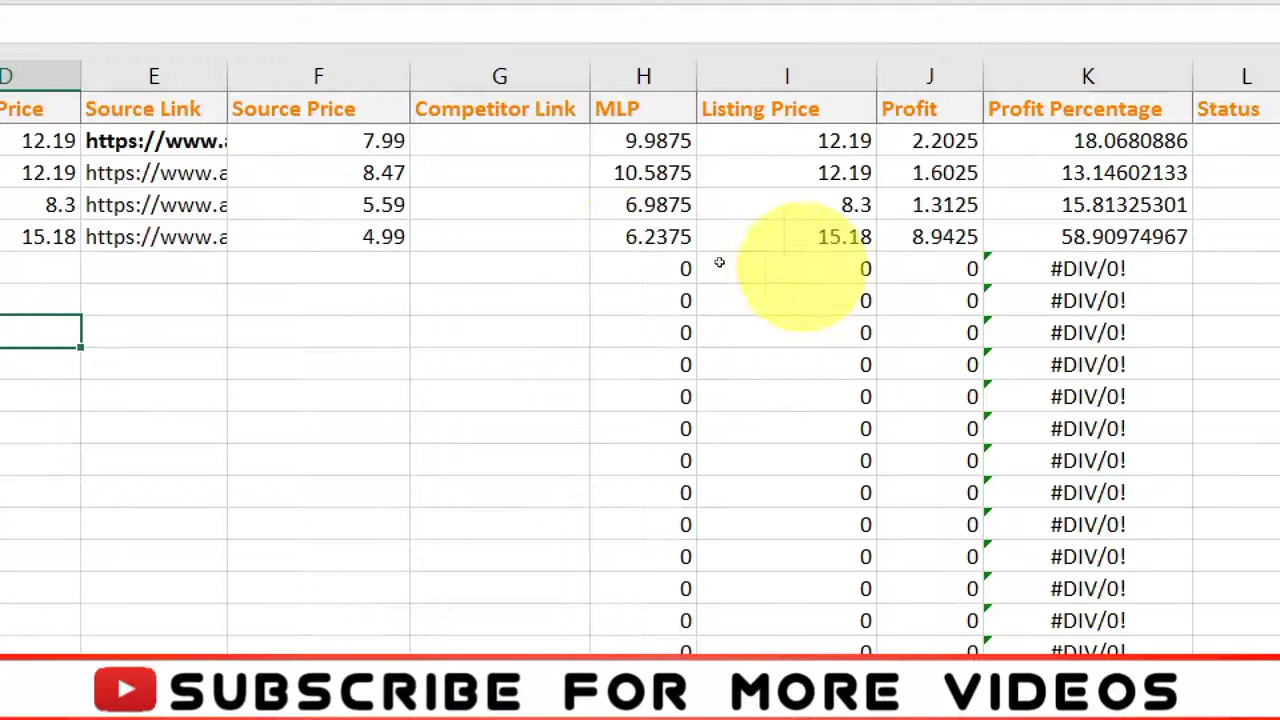 D E F G H I J K L
Price Source Link Source Price Competitor Link MLP Listing Price Profit Profit Percentage Status
12.19 https://www.a 7.99 9.9875 12.19 2.2025 18.0680886
12.19 https://www.a 8.47 10.5875 12.19 1.6025 13.14602133
8.3 https://www.a 5.59 6.9875 8.3 1.3125 15.81325301
15.18 https://www.a 4.99 6.2375 15.18 8.9425 58.90974967
0 0 0 #DIV/0!
0 0 0 #DIV/0!
0 0 0 #DIV/0!
0 0 0 #DIV/0!
0 0 0 #DIV/0!
0 0 0 #DIV/0!
0 0 0 #DIV/0!
0 0 0 #DIV/0!
0 0 0 #DIV/0!
0 0 0 #DIV/0!
0 0 0 #DIV/0!
0 0 0 #DIV/0!
0 0 0 #DIV/0!
SUBSCRIBE FOR MORE VIDEOS